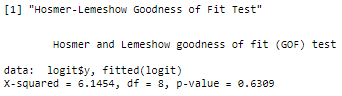 [1] "Hosmer-Lemeshow Goodness of Fit Test"
Hosmer and Lemeshow goodness of fit (GOF) test
data:  logit$y, fitted(logit)
X-squared = 6.1454, df = 8, p-value = 0.6309